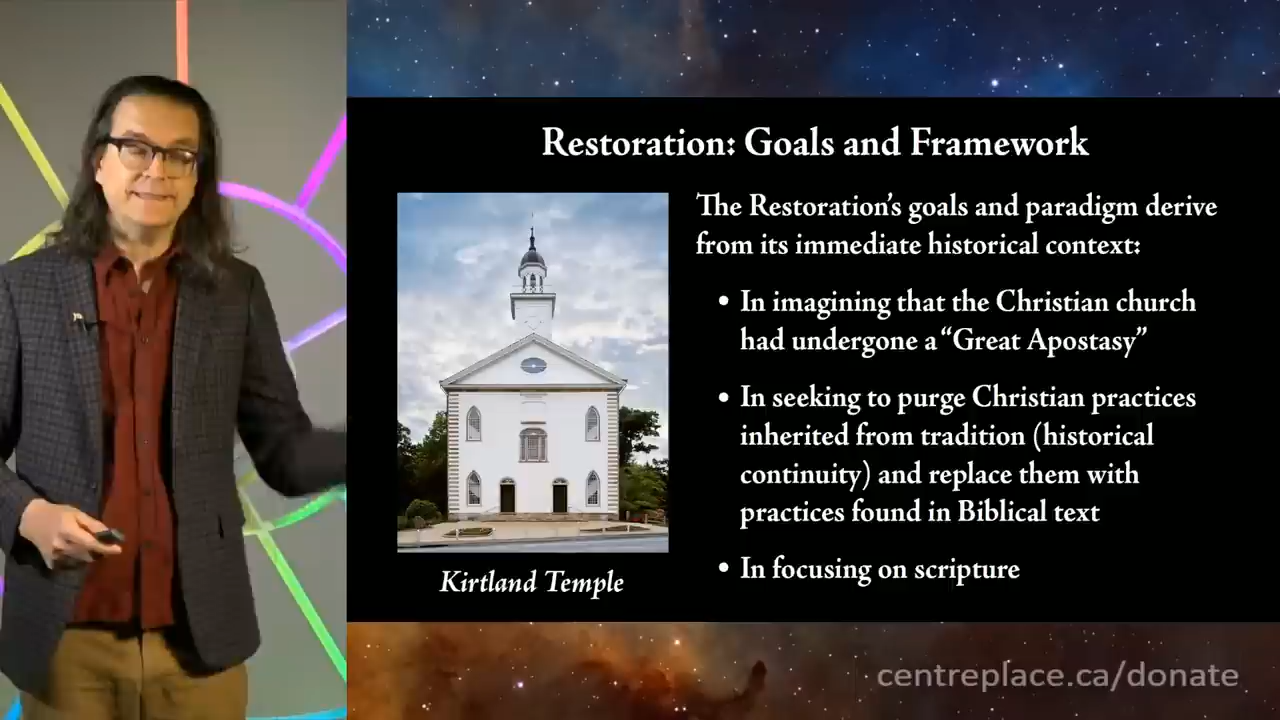 Restoration: Goals and Framework
The Restoration's goals and paradigm derive
from its immediate historical context:
• In imagining that the Christian church
had undergone a “Great Apostasy”
• In seeking to purge Christian practices
inherited from tradition (historical
continuity) and replace them with
practices found in Biblical text
• In focusing on scripture
Kirtland Temple
centreplace.ca/donate